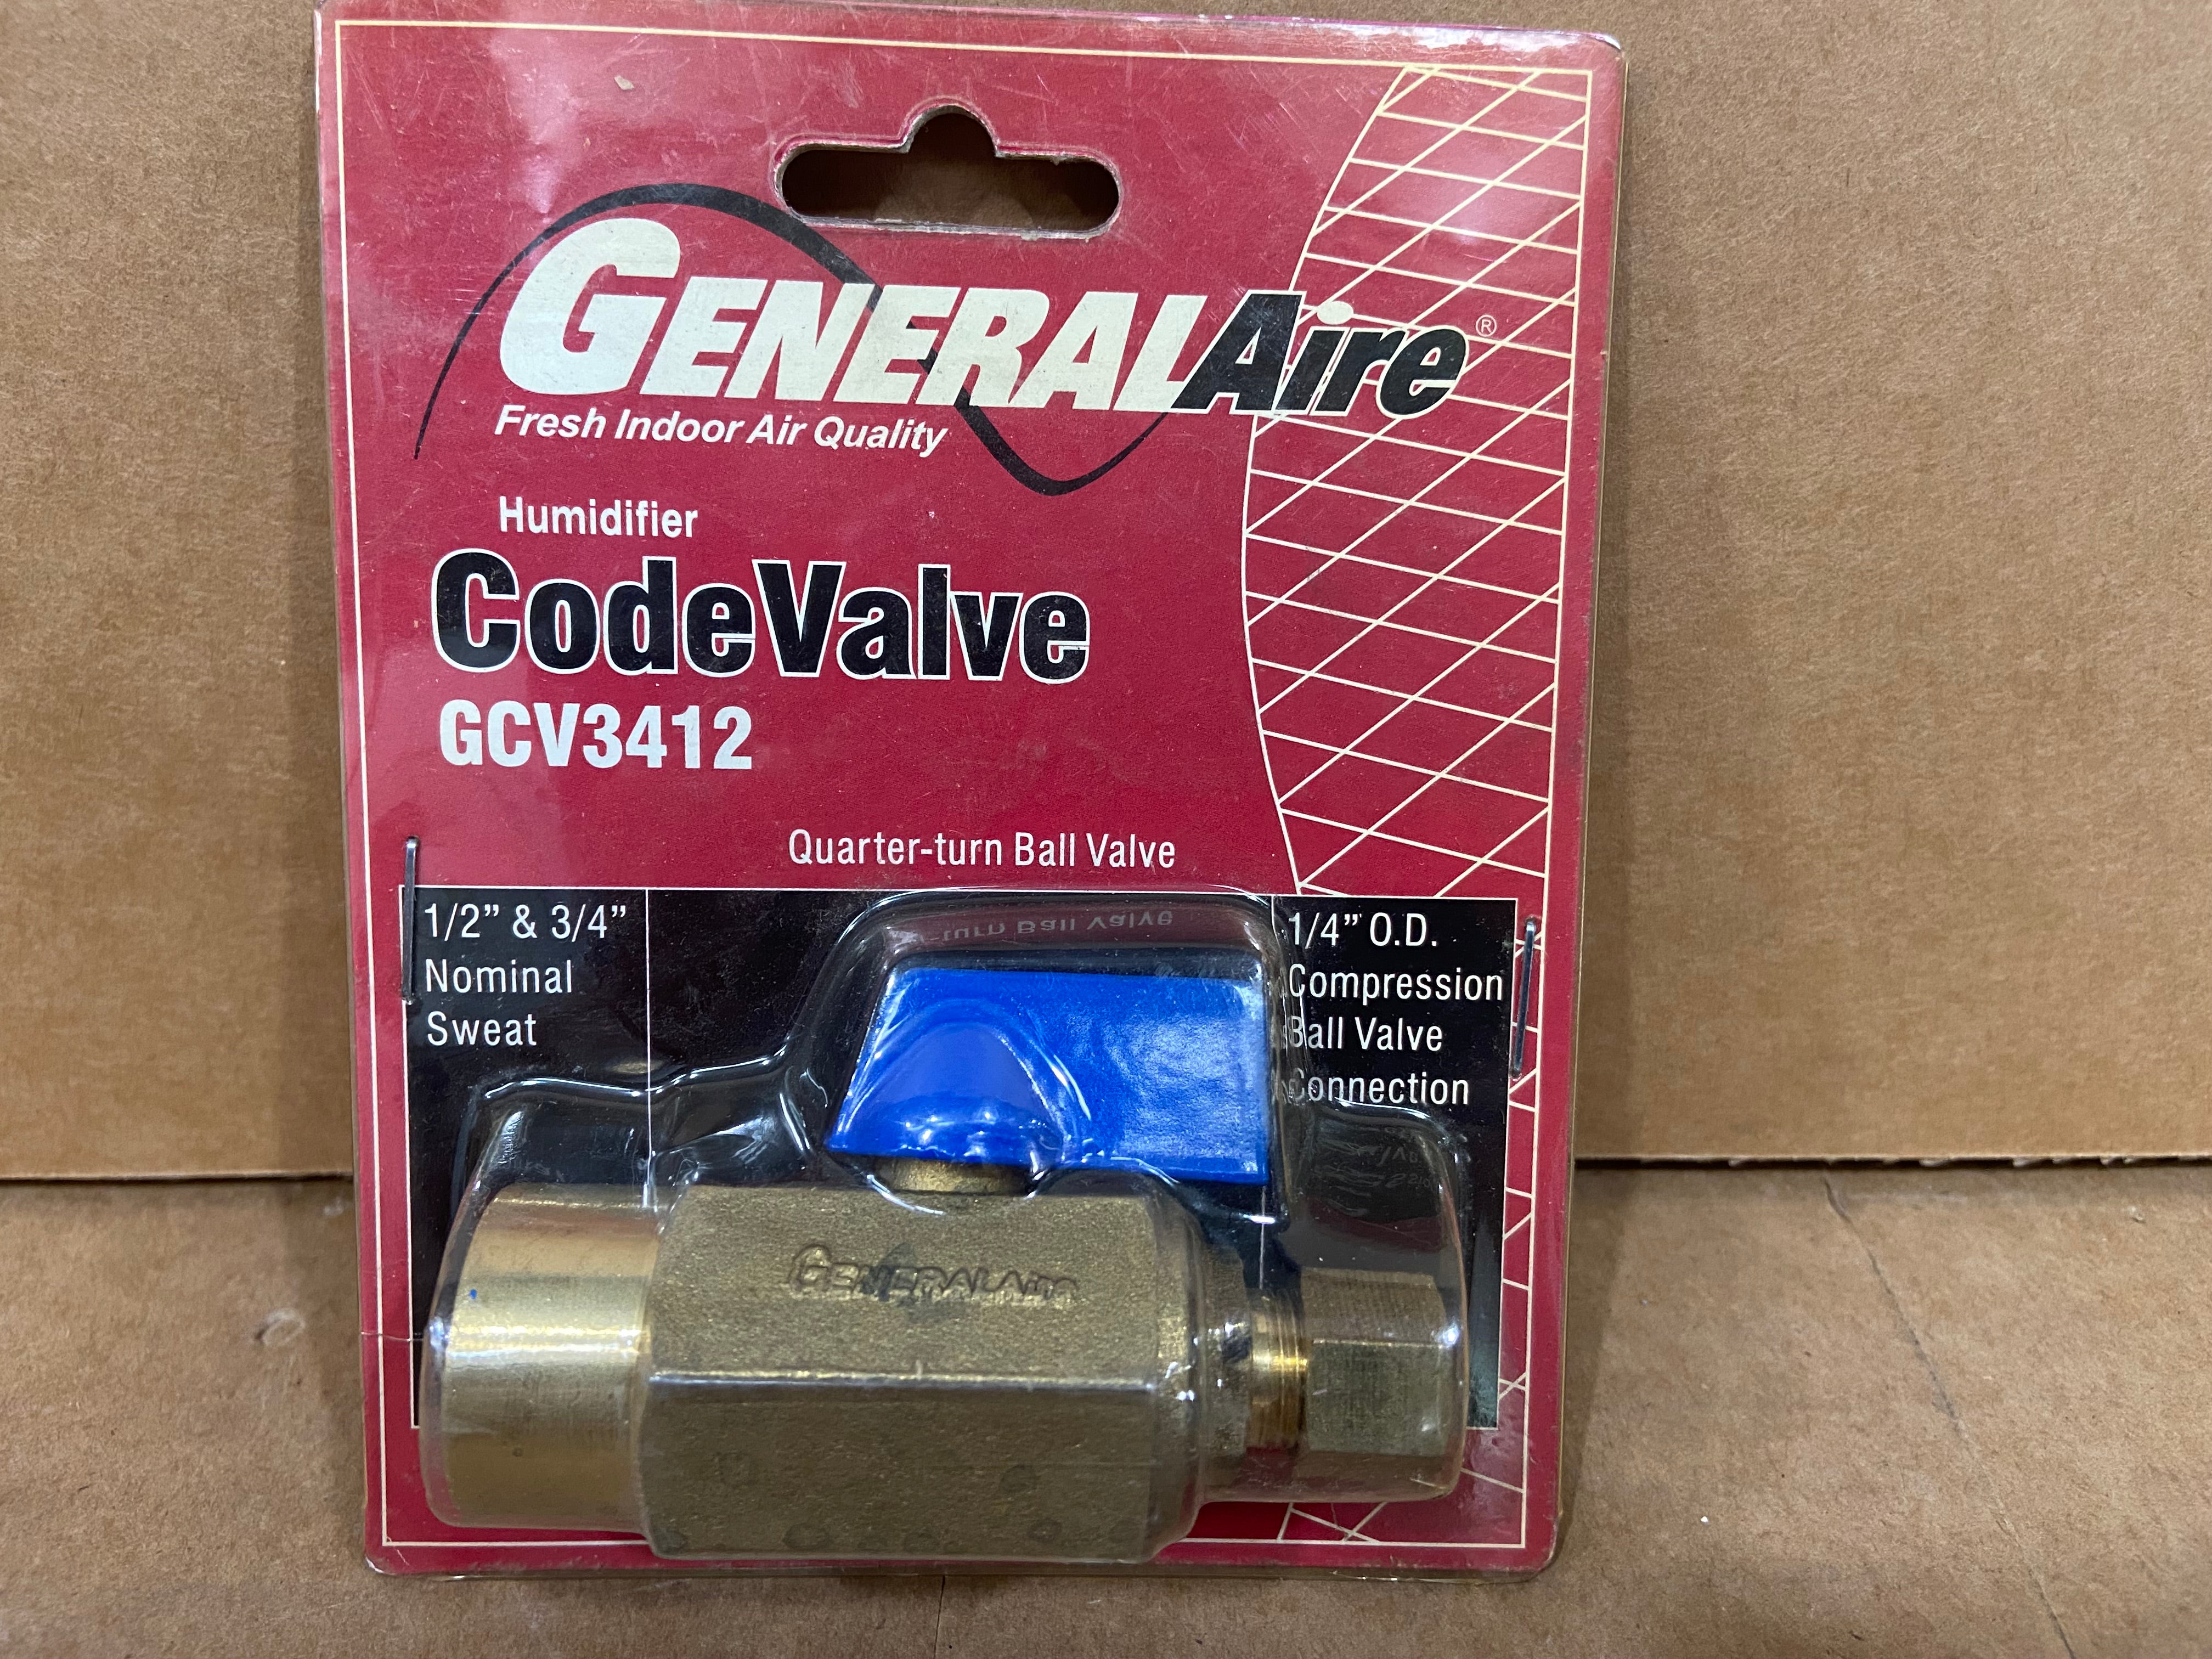 GENERALAire®
Fresh Indoor Air Quality
Humidifier
CodeValve
GCV3412
Quarter-turn Ball Valve
1/2” & 3/4”
Nominal
Sweat
1/4” O.D.
Compression
Ball Valve
Connection
GENERALAIRE